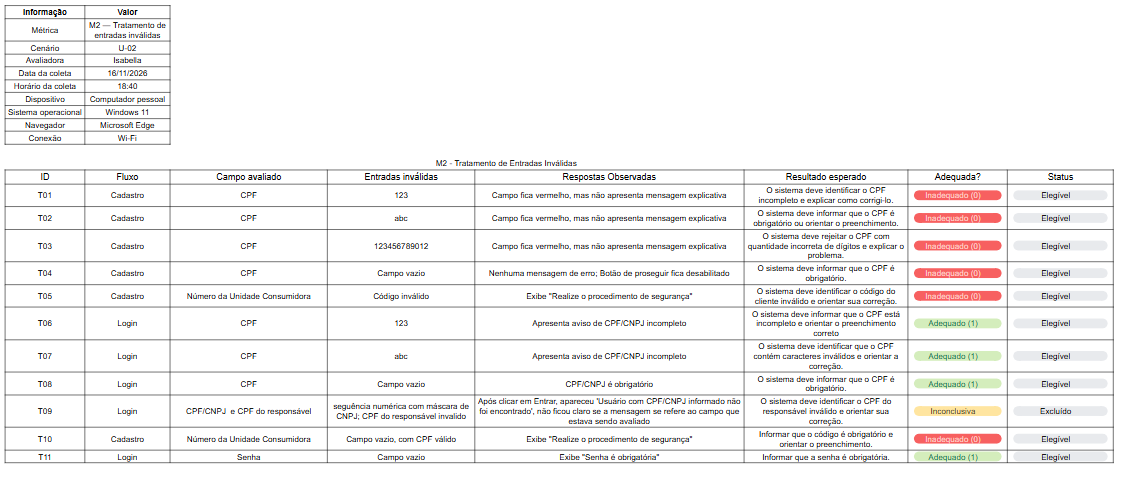 Informação Valor
Métrica M2 — Tratamento de entradas inválidas
Cenário U-02
Avaliadora Isabella
Data da coleta 16/11/2026
Horário da coleta 18:40
Dispositivo Computador pessoal
Sistema operacional Windows 11
Navegador Microsoft Edge
Conexão Wi-Fi
M2 - Tratamento de Entradas Inválidas
ID Fluxo Campo avaliado Entradas inválidas Respostas Observadas Resultado esperado Adequada? Status
T01 Cadastro CPF 123 Campo fica vermelho, mas não apresenta mensagem explicativa O sistema deve identificar o CPF incompleto e explicar como corrigi-lo. Inadequado (0) Elegível
T02 Cadastro CPF abc Campo fica vermelho, mas não apresenta mensagem explicativa O sistema deve informar que o CPF é obrigatório ou orientar o preenchimento. Inadequado (0) Elegível
T03 Cadastro CPF 123456789012 Campo fica vermelho, mas não apresenta mensagem explicativa O sistema deve rejeitar o CPF com quantidade incorreta de dígitos e explicar o problema. Inadequado (0) Elegível
T04 Cadastro CPF Campo vazio Nenhuma mensagem de erro; Botão de proseguir fica desabilitado O sistema deve informar que o CPF é obrigatório. Inadequado (0) Elegível
T05 Cadastro Número da Unidade Consumidora Código inválido Exibe "Realize o procedimento de segurança" O sistema deve identificar o código do cliente inválido e orientar sua correção. Inadequado (0) Elegível
T06 Login CPF 123 Apresenta aviso de CPF/CNPJ incompleto O sistema deve informar que o CPF está incompleto e orientar o preenchimento correto Adequado (1) Elegível
T07 Login CPF abc Apresenta aviso de CPF/CNPJ incompleto O sistema deve identificar que o CPF contém caracteres inválidos e orientar a correção. Adequado (1) Elegível
T08 Login CPF Campo vazio CPF/CNPJ é obrigatório O sistema deve informar que o CPF é obrigatório. Adequado (1) Elegível
T09 Login CPF/CNPJ e CPF do responsável seguência numérica com máscara de CNPJ; CPF do responsável invalido Após clicar em Entrar, apareceu 'Usuário com CPF/CNPJ informado não foi encontrado', não ficou claro se a mensagem se refere ao campo que estava sendo avaliado O sistema deve identificar o CPF do responsável inválido e orientar sua correção. Inconclusiva Excluído
T10 Cadastro Número da Unidade Consumidora Campo vazio, com CPF válido Exibe "Realize o procedimento de segurança" Informar que o código é obrigatório e orientar o preenchimento. Inadequado (0) Elegível
T11 Login Senha Campo vazio Exibe "Senha é obrigatória" Informar que a senha é obrigatória. Adequado (1) Elegível